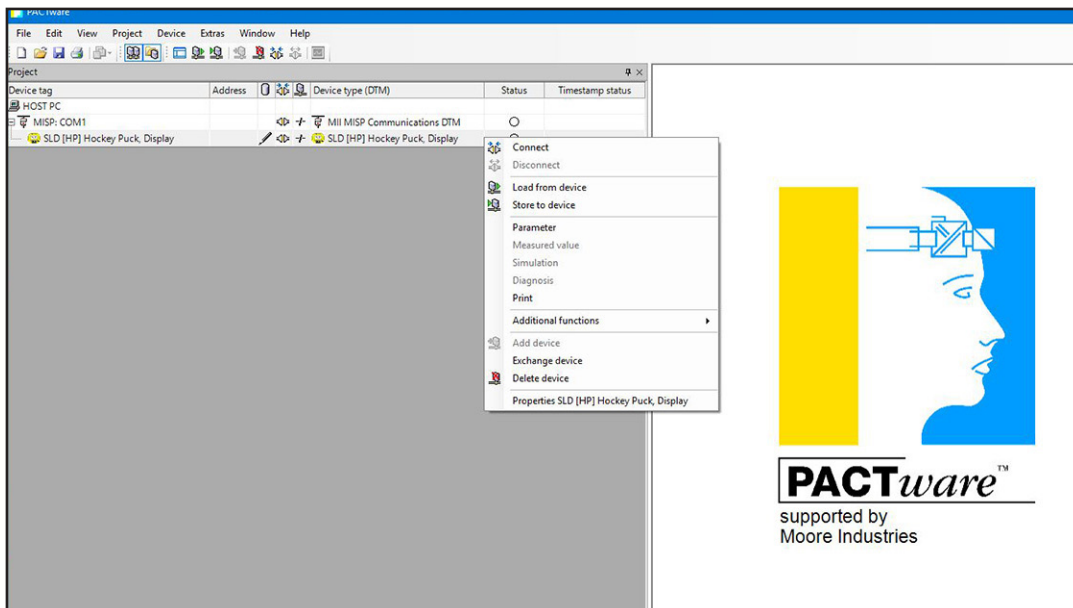 PACTware
File Edit View Project Device Extras Window Help
Project
Device tag Address Device type (DTM) Status Timestamp status
HOST PC
MISP: COM1 MII MISP Communications DTM
SLD [HP] Hockey Puck, Display SLD [HP] Hockey Puck, Display
Connect
Disconnect
Load from device
Store to device
Parameter
Measured value
Simulation
Diagnosis
Print
Additional functions
Add device
Exchange device
Delete device
Properties SLD [HP] Hockey Puck, Display
PACTware™
supported by
Moore Industries